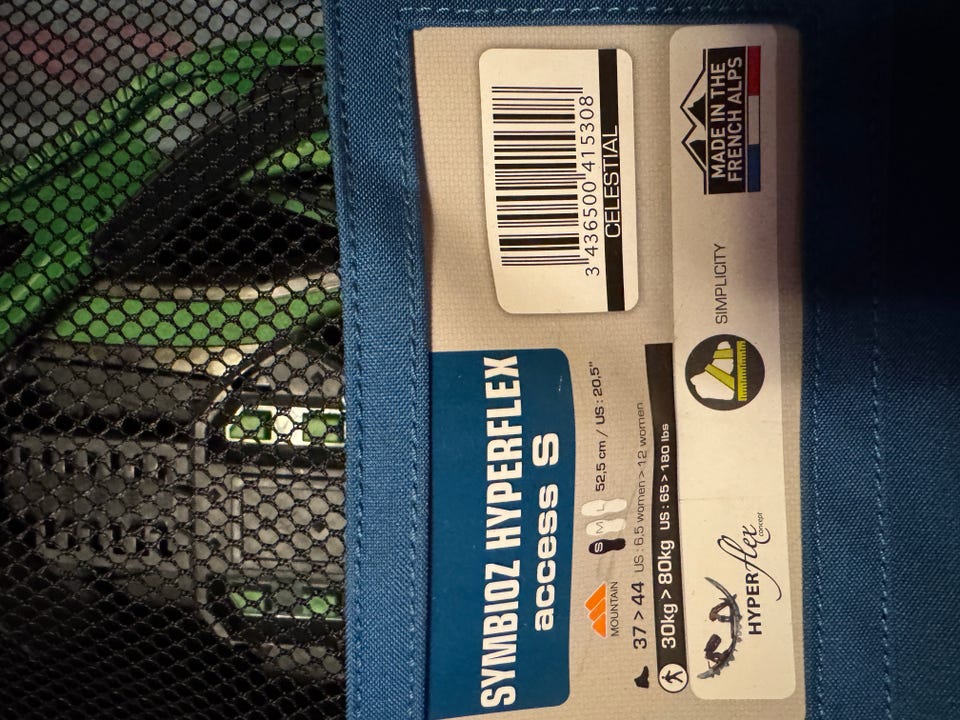 SYMBIOZ HYPERFLEX
access S
MOUNTAIN
S M L 52,5 cm / US : 20,5"
37 > 44 US : 6.5 women > 12 women
30kg > 80kg US : 65 > 180 lbs
3 436500 415308
CELESTIAL
HYPERflex
concept
SIMPLICITY
MADE IN THE
FRENCH ALPS